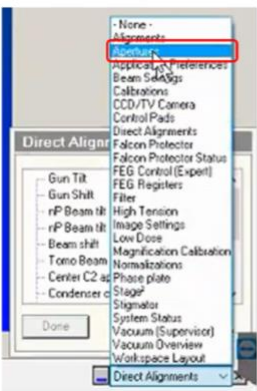 - None -
Alignments
Apertures
Application Preferences
Beam Settings
Calibrations
CCD/TV Camera
Control Pads
Direct Alignments
Falcon Protector
Falcon Protector Status
FEG Control (Expert)
FEG Registers
Filter
High Tension
Image Settings
Low Dose
Magnification Calibration
Normalizations
Phase plate
Stage²
Stigmator
System Status
Vacuum (Supervisor)
Vacuum Overview
Workspace Layout
Direct Alignments
Direct Alignm
Gun Tilt
Gun Shift
nP Beam tilt
nP Beam tilt
Beam shift
Tomo Beam
Center C2 a
Condenser c
Done